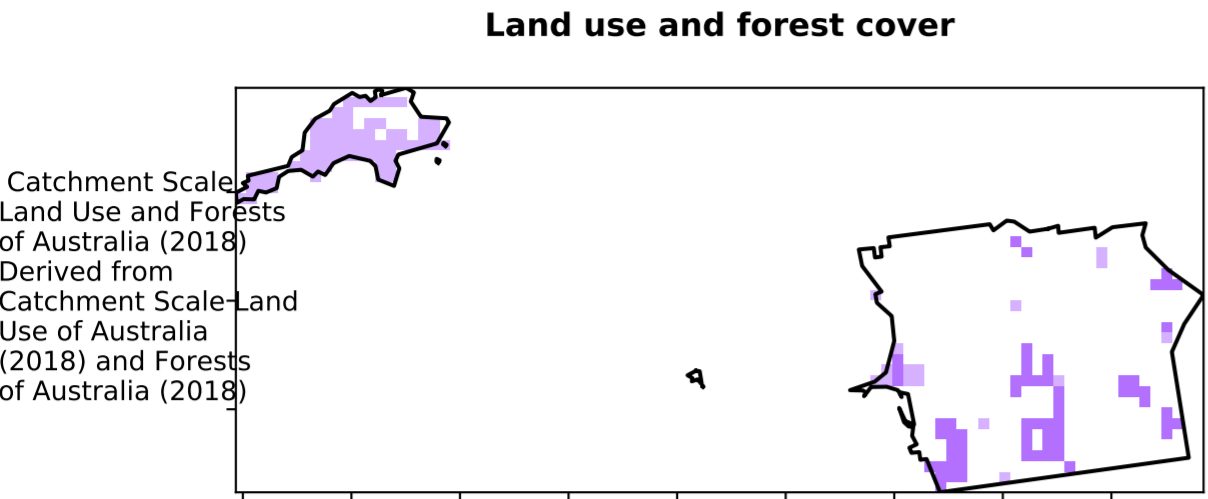 Land use and forest cover
Catchment Scale
Land Use and Forests
of Australia (2018)
Derived from
Catchment Scale Land
Use of Australia
(2018) and Forests
of Australia (2018)